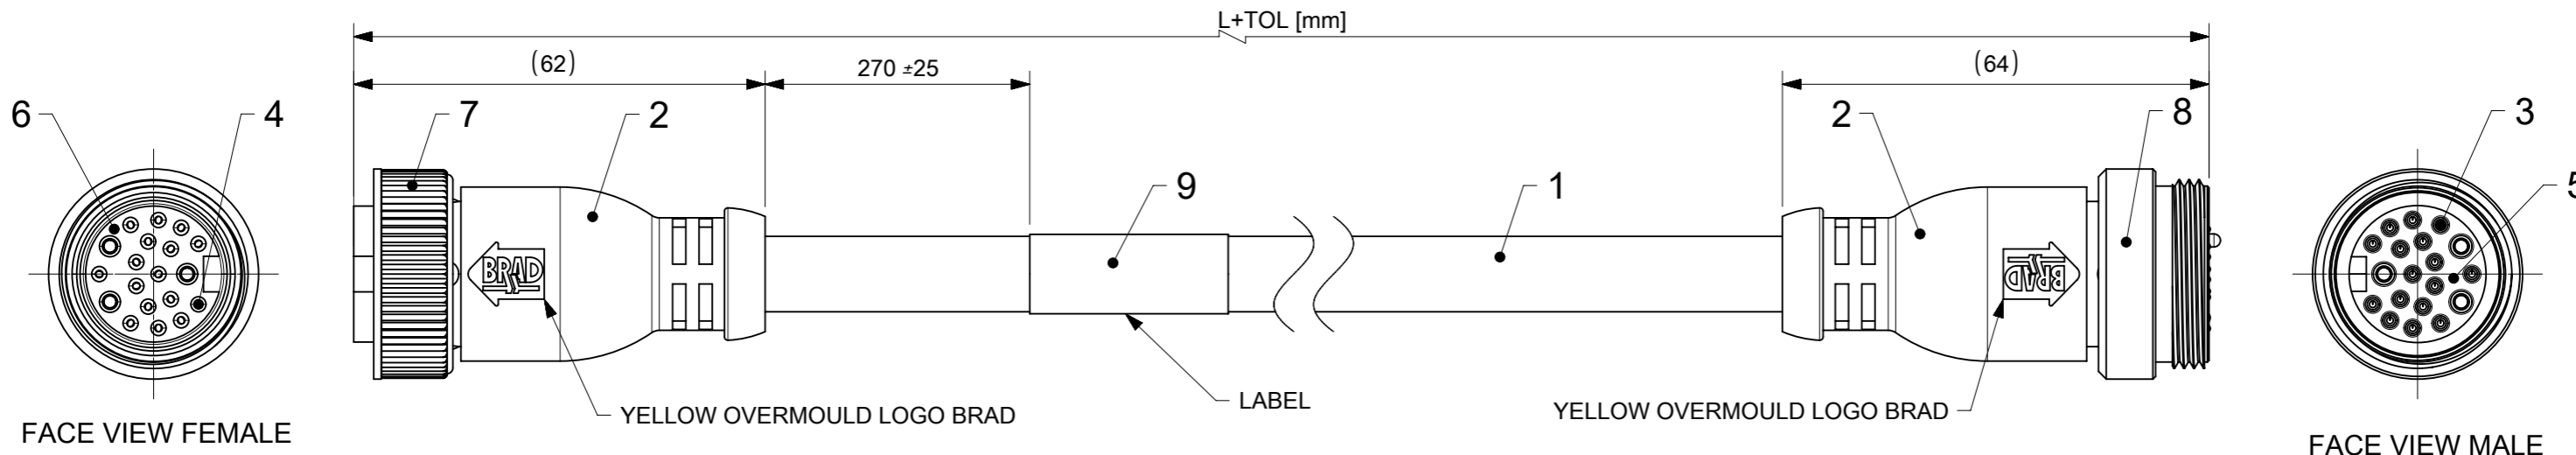 L+TOL [mm]
(62)
270 ±25
(64)
6
4
7
2
9
1
2
8
3
5
BRAD
BRAD
YELLOW OVERMOULD LOGO BRAD
LABEL
YELLOW OVERMOULD LOGO BRAD
FACE VIEW FEMALE
FACE VIEW MALE